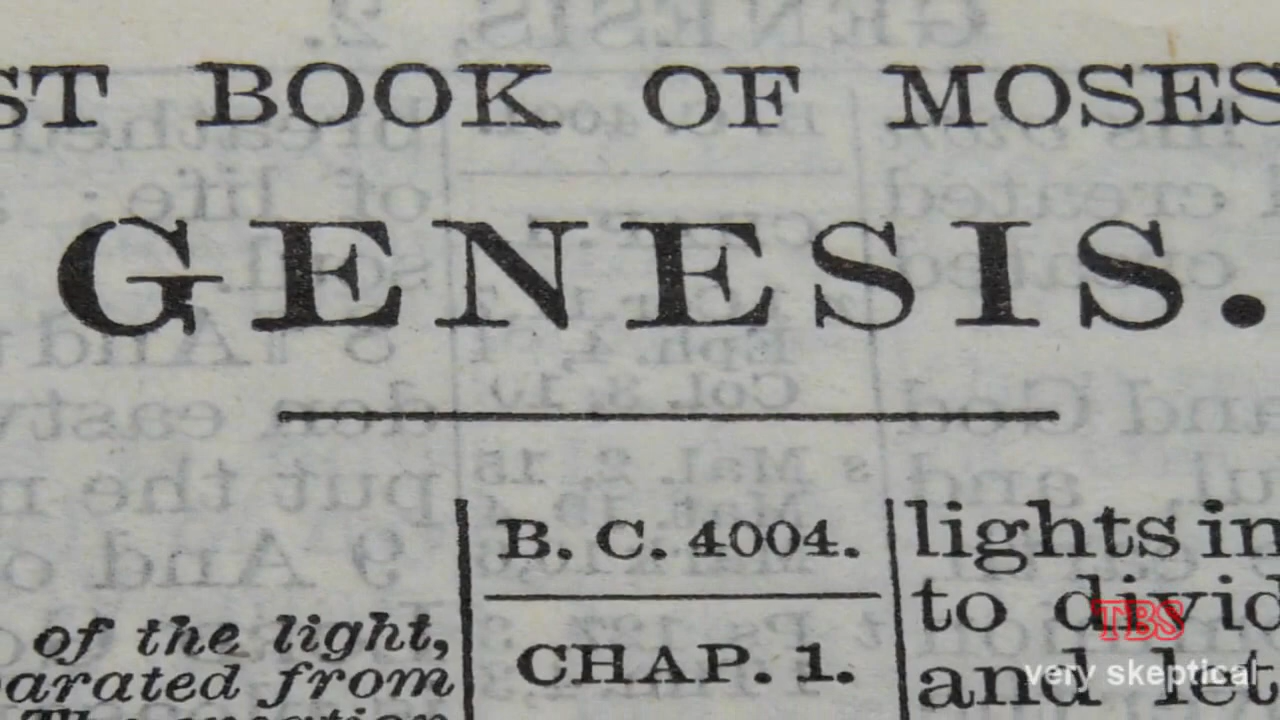 ST BOOK OF MOSES
GENESIS.
of the light,
arated from
B. C. 4004.
CHAP. 1.
lights in
to divid
and let
TBS
very skeptical